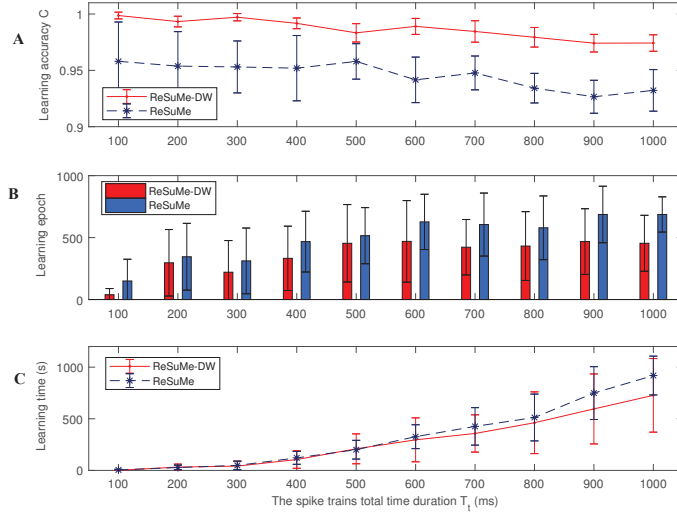 A
Learning accuracy C
1
0.95
0.9
ReSuMe-DW
ReSuMe
100 200 300 400 500 600 700 800 900 1000
B
Learning epoch
1000
500
0
ReSuMe-DW
ReSuMe
100 200 300 400 500 600 700 800 900 1000
C
Learning time (s)
1000
500
0
ReSuMe-DW
ReSuMe
100 200 300 400 500 600 700 800 900 1000
The spike trains total time duration T_t (ms)